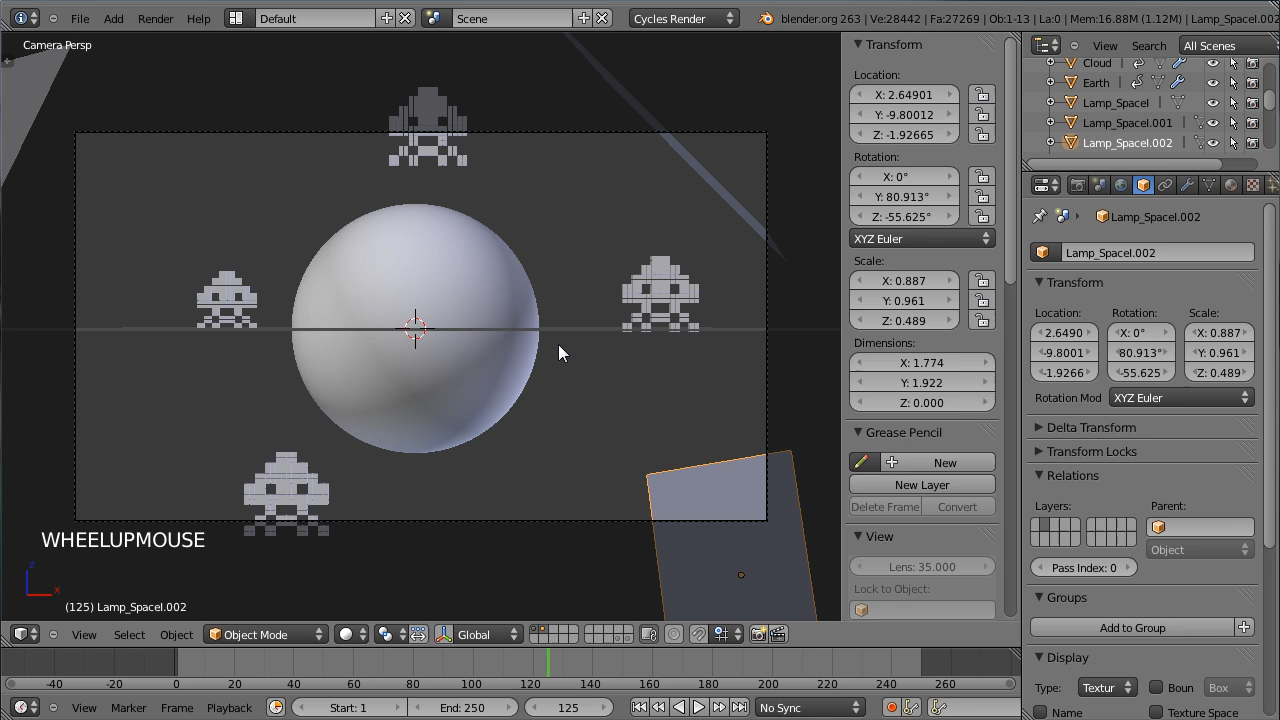 File Add Render Help Default Scene Cycles Render blender.org 263 | Ve:28442 | Fa:27269 | Ob:1-13 | La:0 | Mem:16.88M (1.12M) | Lamp_SpaceI.002
Camera Persp
Transform
Location:
X: 2.64901
Y: -9.80012
Z: -1.92665
Rotation:
X: 0°
Y: 80.913°
Z: -55.625°
XYZ Euler
Scale:
X: 0.887
Y: 0.961
Z: 0.489
Dimensions:
X: 1.774
Y: 1.922
Z: 0.000
Grease Pencil
New
New Layer
Delete Frame Convert
View
Lens: 35.000
Lock to Object:
View Search All Scenes
Cloud
Earth
Lamp_SpaceI
Lamp_SpaceI.001
Lamp_SpaceI.002
Lamp_SpaceI.002
Lamp_SpaceI.002
Transform
Location: Rotation: Scale:
2.6490 X: 0° X: 0.887
-9.8001 80.913° Y: 0.961
-1.9266 -55.625 Z: 0.489
Rotation Mod XYZ Euler
Delta Transform
Transform Locks
Relations
Layers: Parent:
Object
Pass Index: 0
Groups
Add to Group
Display
Type: Textur Boun Box
Name Texture Space
WHEELUPMOUSE
z
x
(125) Lamp_SpaceI.002
View Select Object Object Mode Global
-40 -20 0 20 40 60 80 100 120 140 160 180 200 220 240 260
View Marker Frame Playback Start: 1 End: 250 125 No Sync